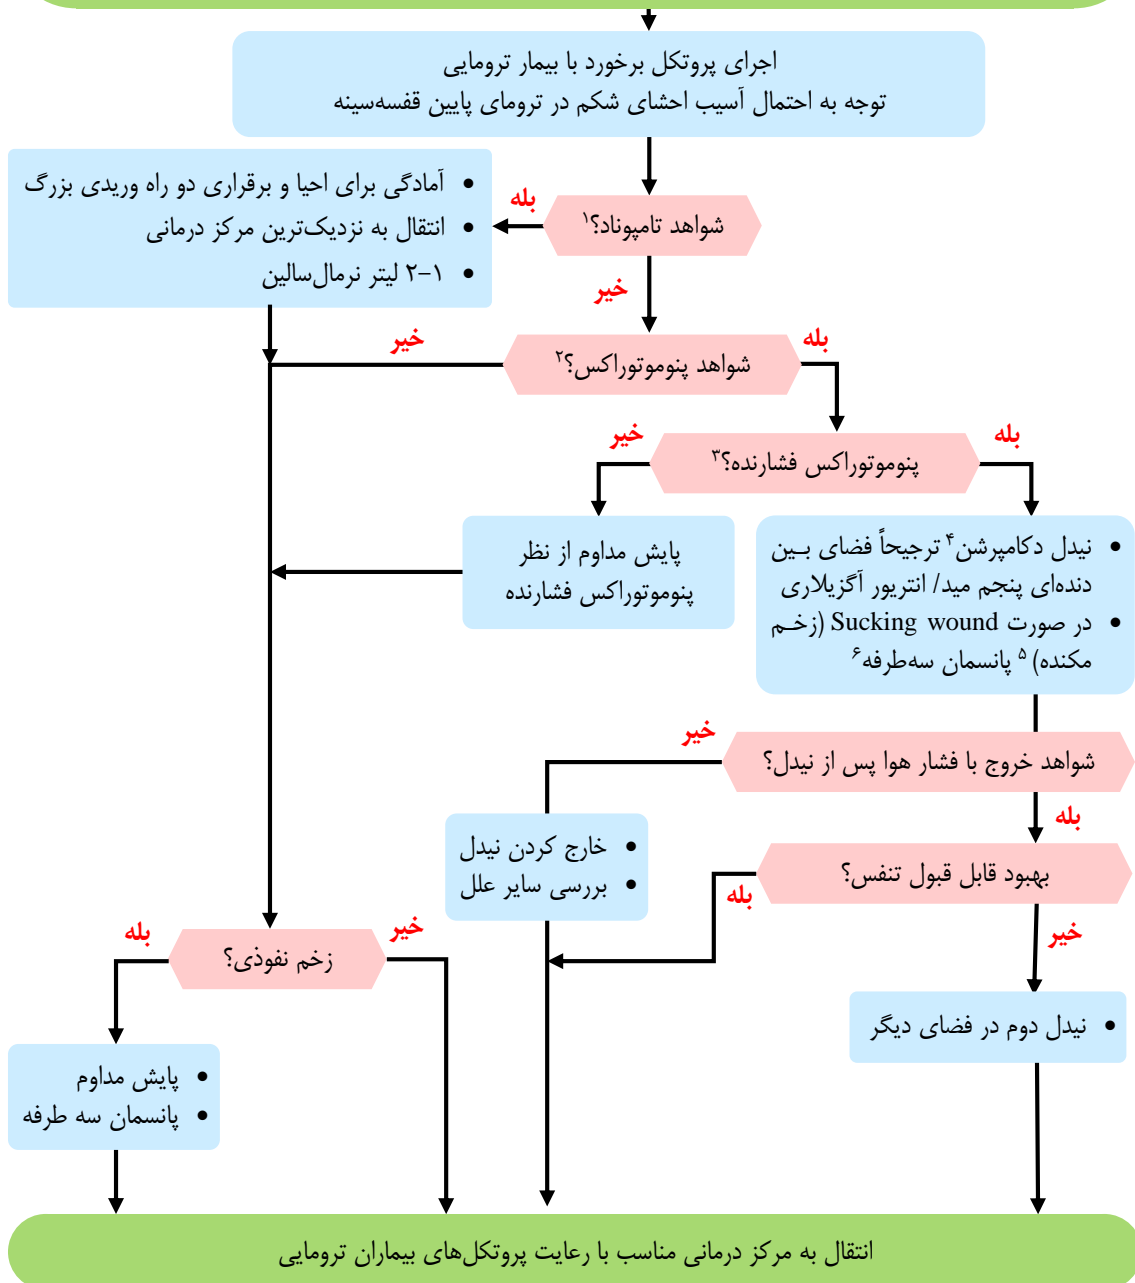 اجرای پروتکل برخورد با بیمار ترومایی
توجه به احتمال آسیب احشای شکم در ترومای پایین قفسه‌سینه
شواهد تامپوناد؟۱
بله
• آمادگی برای احیا و برقراری دو راه وریدی بزرگ
• انتقال به نزدیک‌ترین مرکز درمانی
• ۱-۲ لیتر نرمال‌سالین
خیر
شواهد پنوموتوراکس؟۲
بله
خیر
پنوموتوراکس فشارنده؟۳
بله
خیر
• نیدل دکامپرشن۴ ترجیحاً فضای بین
دنده‌ای پنجم مید/ انتریور آگزیلاری
• در صورت Sucking wound (زخم
مکنده)۵ پانسمان سه‌طرفه۶
پایش مداوم از نظر
پنوموتوراکس فشارنده
شواهد خروج با فشار هوا پس از نیدل؟
خیر
بله
• خارج کردن نیدل
• بررسی سایر علل
بهبود قابل قبول تنفس؟
بله
خیر
• نیدل دوم در فضای دیگر
زخم نفوذی؟
خیر
بله
• پایش مداوم
• پانسمان سه طرفه
انتقال به مرکز درمانی مناسب با رعایت پروتکل‌های بیماران ترومایی